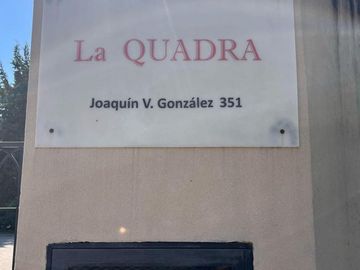 La QUADRA
Joaquín V. González 351